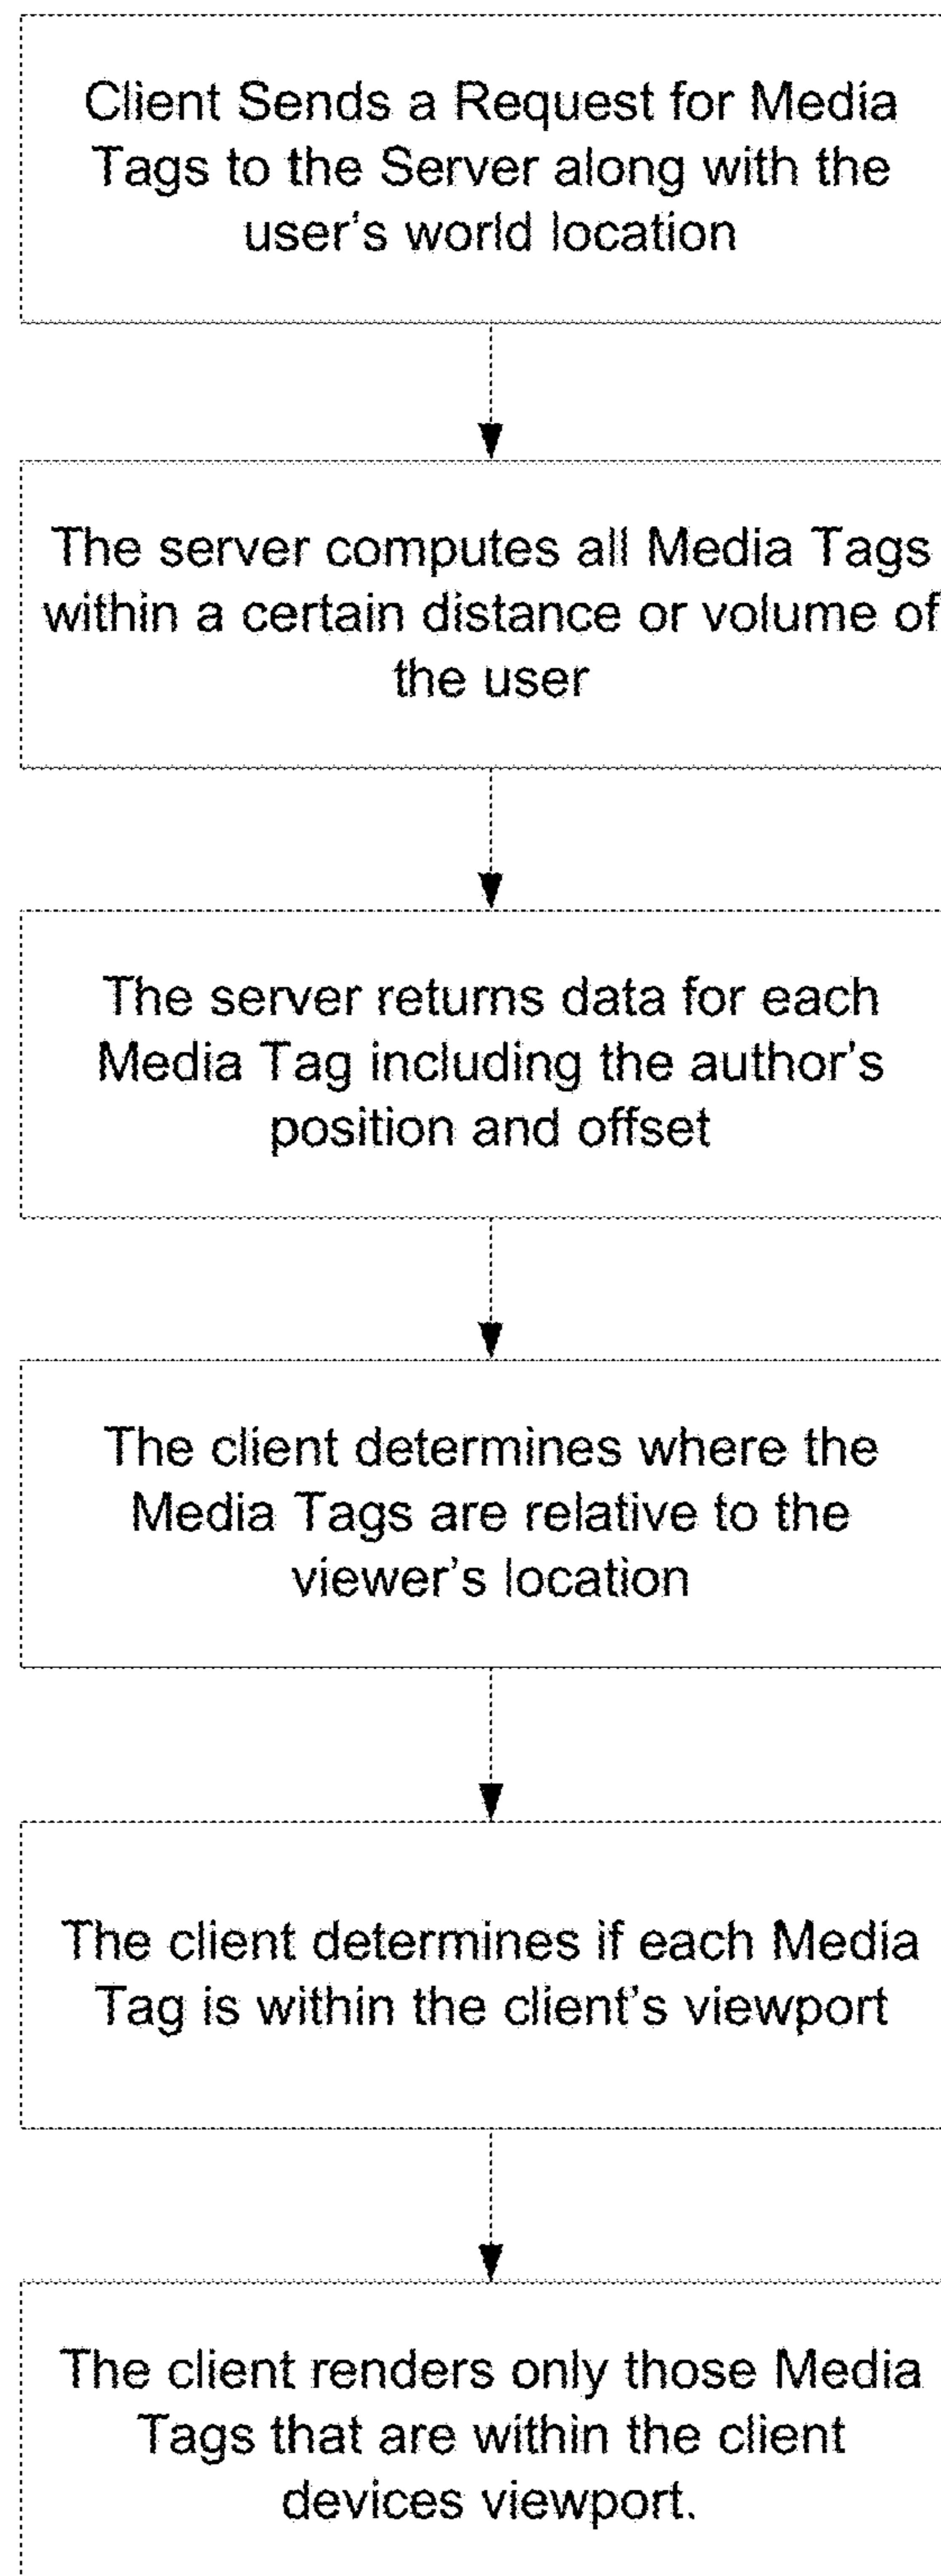 Client Sends a Request for Media
Tags to the Server along with the
user's world location
The server computes all Media Tags
within a certain distance or volume of
the user
The server returns data for each
Media Tag including the author's
position and offset
The client determines where the
Media Tags are relative to the
viewer's location
The client determines if each Media
Tag is within the client's viewport
The client renders only those Media
Tags that are within the client
devices viewport.